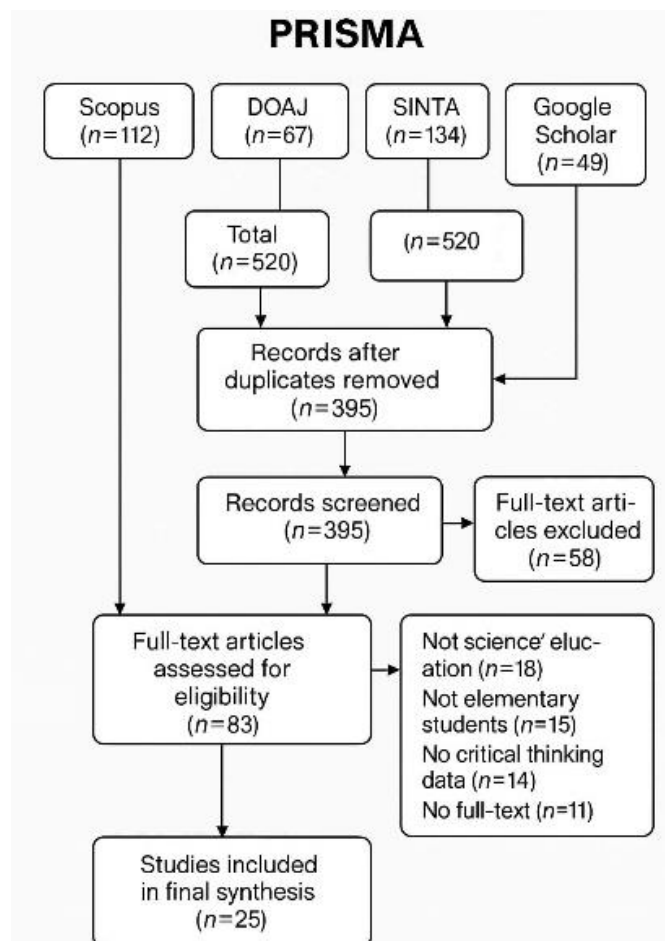 PRISMA
Scopus
(n=112)
DOAJ
(n=67)
SINTA
(n=134)
Google
Scholar
(n=49)
Total
(n=520)
(n=520
Records after
duplicates removed
(n=395)
Records screened
(n=395)
Full-text arti-
cles excluded
(n=58)
Full-text articles
assessed for
eligibility
(n=83)
Not science' eluc-
ation (n=18)
Not elementary
students (n=15)
No critical thinking
data (n=14)
No full-text (n=11)
Studies included
in final synthesis
(n=25)